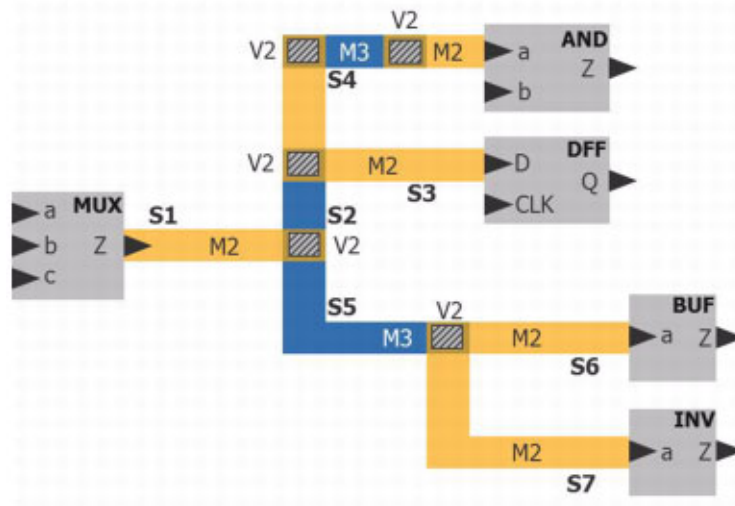 V2
V2 M3 M2 a AND
Z
S4 b
V2 M2 D DFF
Q
S3 CLK
a MUX S1 S2
b Z M2 V2
c
S5 V2 BUF
M3 M2 a Z
S6
INV
M2 a Z
S7